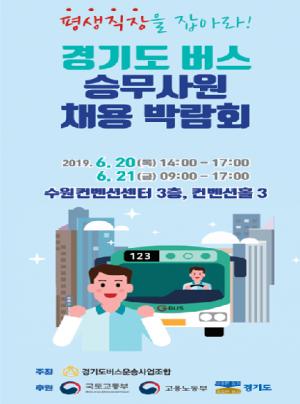 평생직장을 잡아라!
경기도 버스
승무사원
채용 박람회
2019. 6. 20(목) 14:00 - 17:00
6. 21(금) 09:00 - 17:00
수원컨벤션센터 3층, 컨벤션홀 3
123
G BUS
주최 경기도버스운송사업조합
후원 국토교통부 고용노동부 경기도